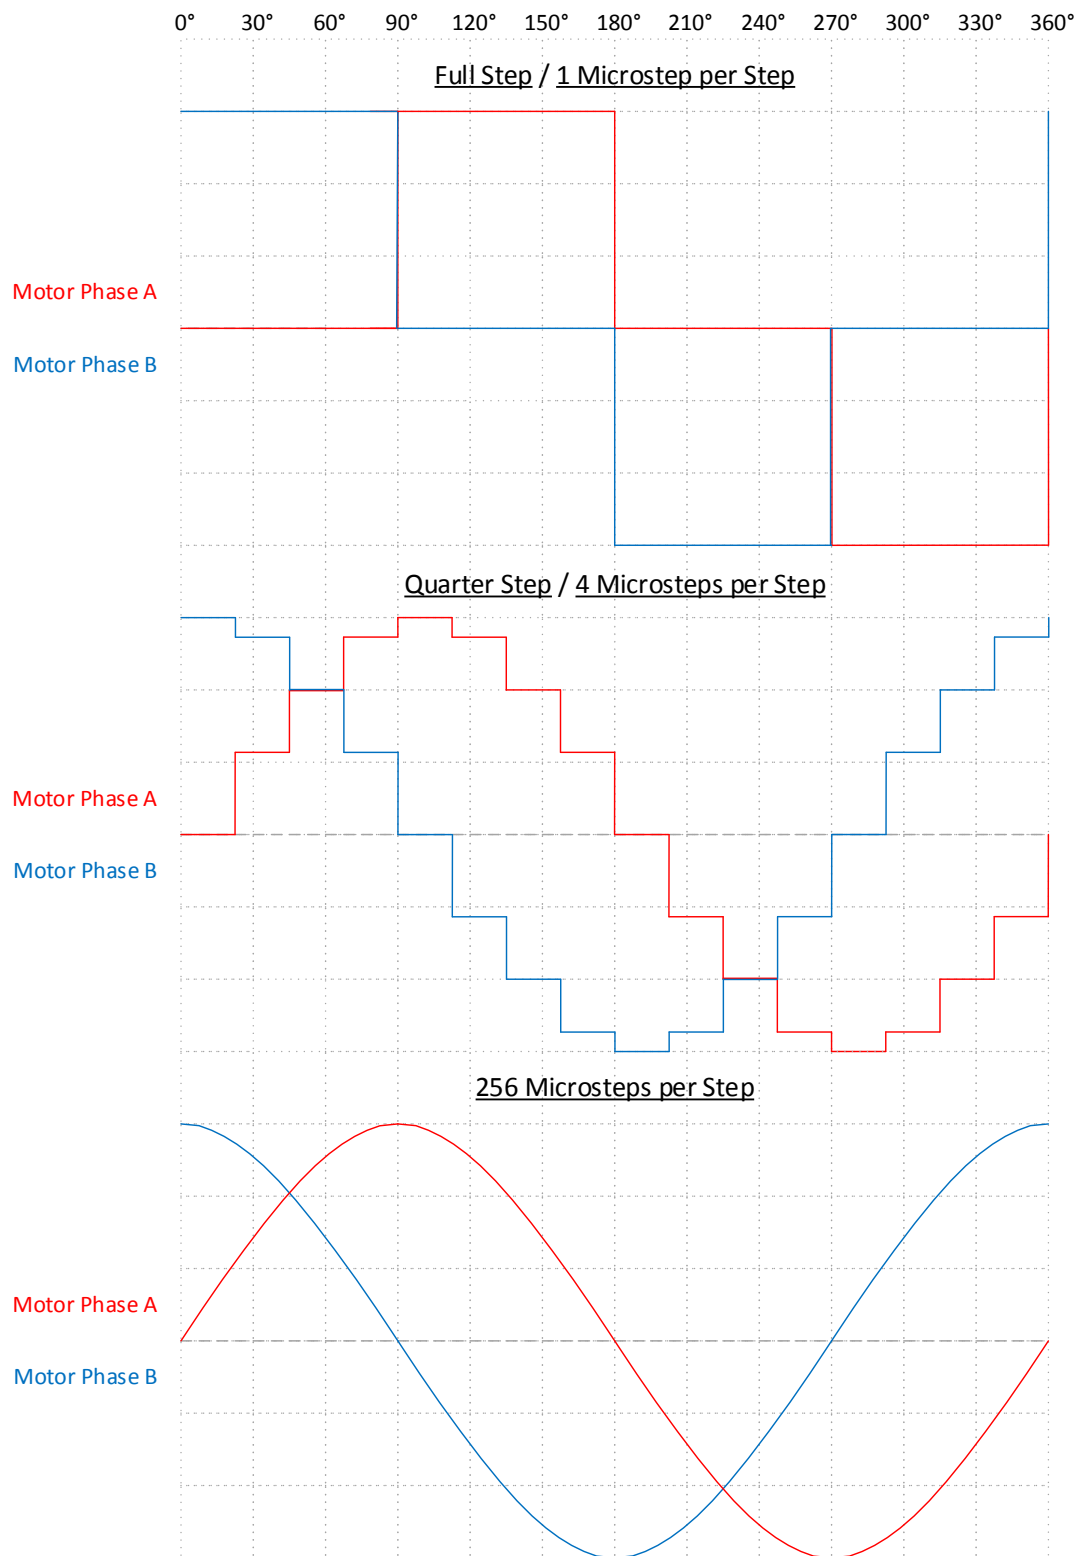 0° 30° 60° 90° 120° 150° 180° 210° 240° 270° 300° 330° 360°
Full Step / 1 Microstep per Step
Motor Phase A
Motor Phase B
Quarter Step / 4 Microsteps per Step
Motor Phase A
Motor Phase B
256 Microsteps per Step
Motor Phase A
Motor Phase B